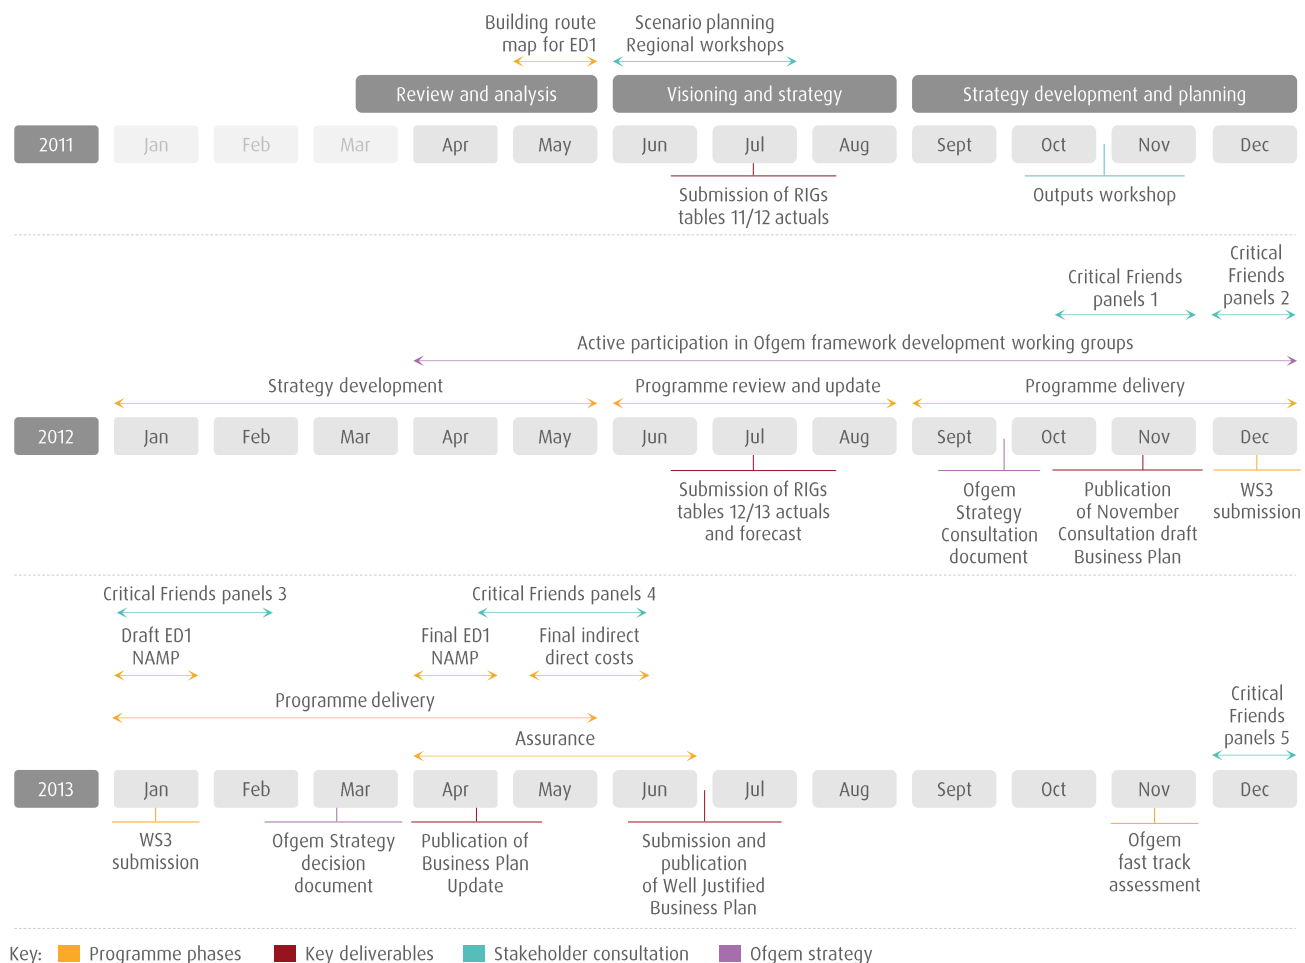 Building route
map for ED1
Scenario planning
Regional workshops
Review and analysis
Visioning and strategy
Strategy development and planning
2011
Jan
Feb
Mar
Apr
May
Jun
Jul
Aug
Sept
Oct
Nov
Dec
Submission of RIGs
tables 11/12 actuals
Outputs workshop
Critical Friends
panels 1
Critical
Friends
panels 2
Active participation in Ofgem framework development working groups
Strategy development
Programme review and update
Programme delivery
2012
Jan
Feb
Mar
Apr
May
Jun
Jul
Aug
Sept
Oct
Nov
Dec
Submission of RIGs
tables 12/13 actuals
and forecast
Ofgem
Strategy
Consultation
document
Publication
of November
Consultation draft
Business Plan
WS3
submission
Critical Friends panels 3
Critical Friends panels 4
Draft ED1
NAMP
Final ED1
NAMP
Final indirect
direct costs
Programme delivery
Assurance
Critical
Friends
panels 5
2013
Jan
Feb
Mar
Apr
May
Jun
Jul
Aug
Sept
Oct
Nov
Dec
WS3
submission
Ofgem Strategy
decision
document
Publication of
Business Plan
Update
Submission and
publication
of Well Justified
Business Plan
Ofgem
fast track
assessment
Key:
Programme phases
Key deliverables
Stakeholder consultation
Ofgem strategy